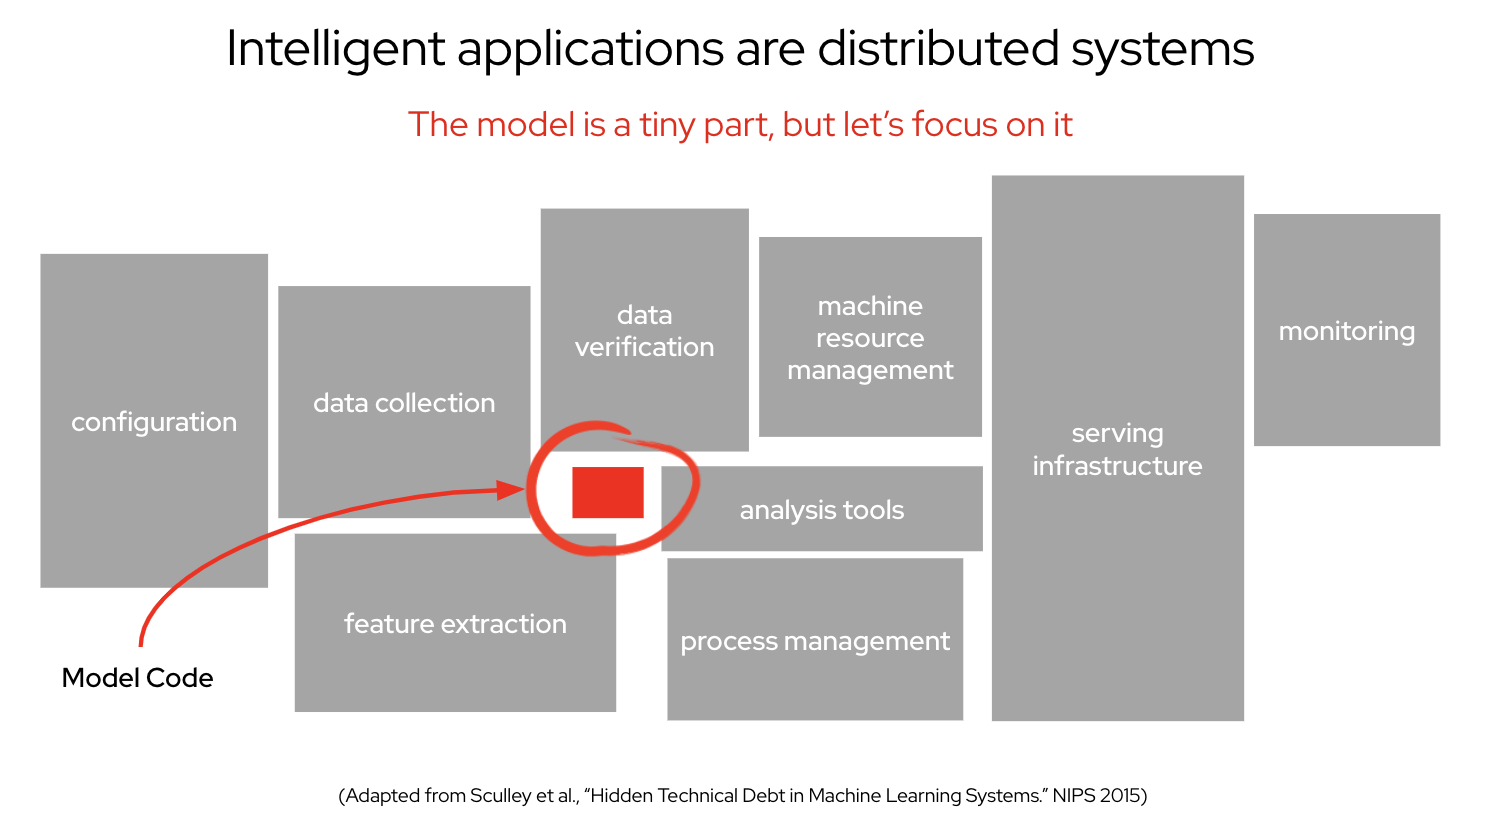 Intelligent applications are distributed systems
The model is a tiny part, but let’s focus on it
configuration
data collection
data
verification
machine
resource
management
serving
infrastructure
monitoring
analysis tools
feature extraction
process management
Model Code
(Adapted from Sculley et al., “Hidden Technical Debt in Machine Learning Systems.” NIPS 2015)